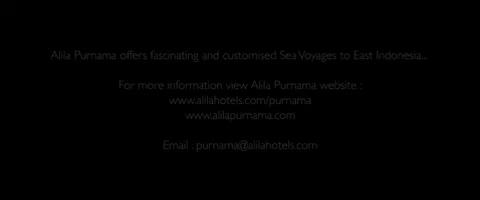 Alila Purnama offers fascinating and customised Sea Voyages to East Indonesia...
For more information view Alila Purnama website :
www.alilahotels.com/purnama
www.alilapurnama.com
Email : purnama@alilahotels.com